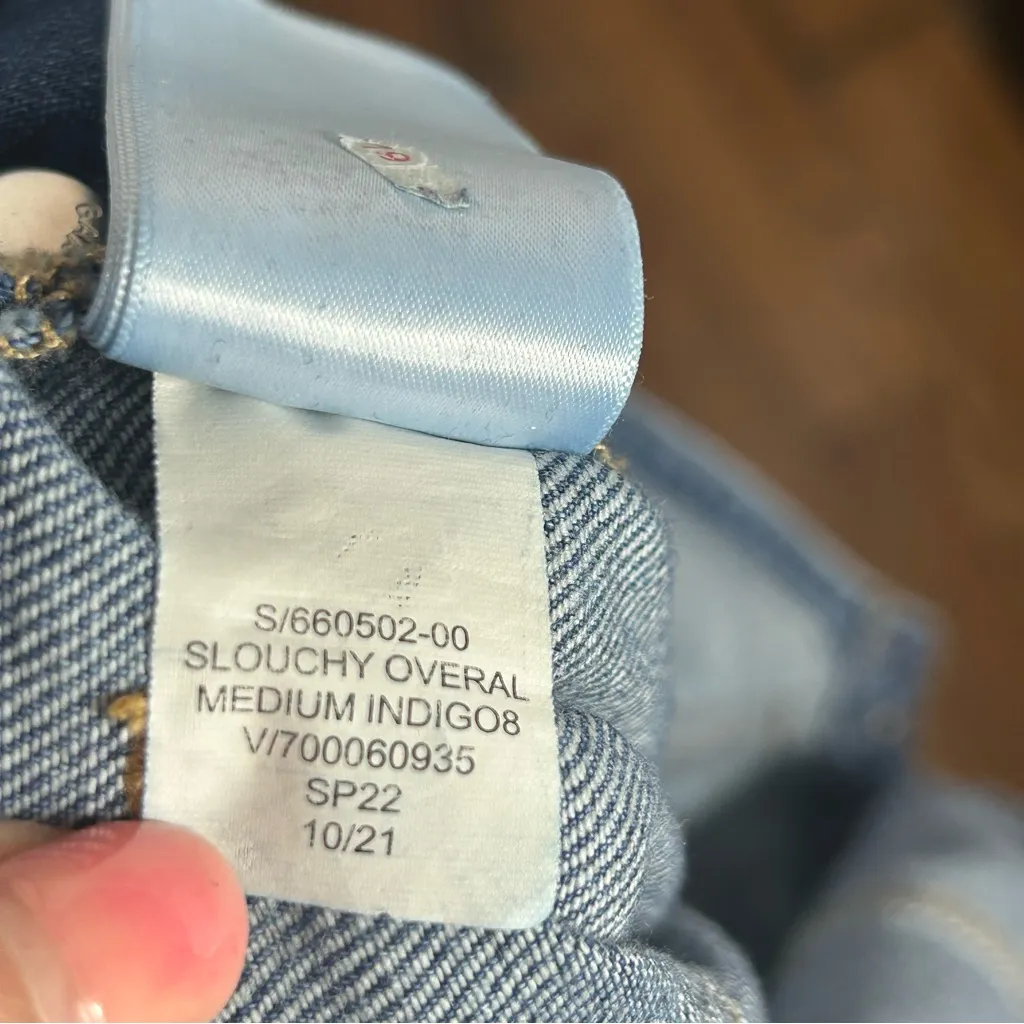 S/660502-00
SLOUCHY OVERAL
MEDIUM INDIGO8
V/700060935
SP22
10/21